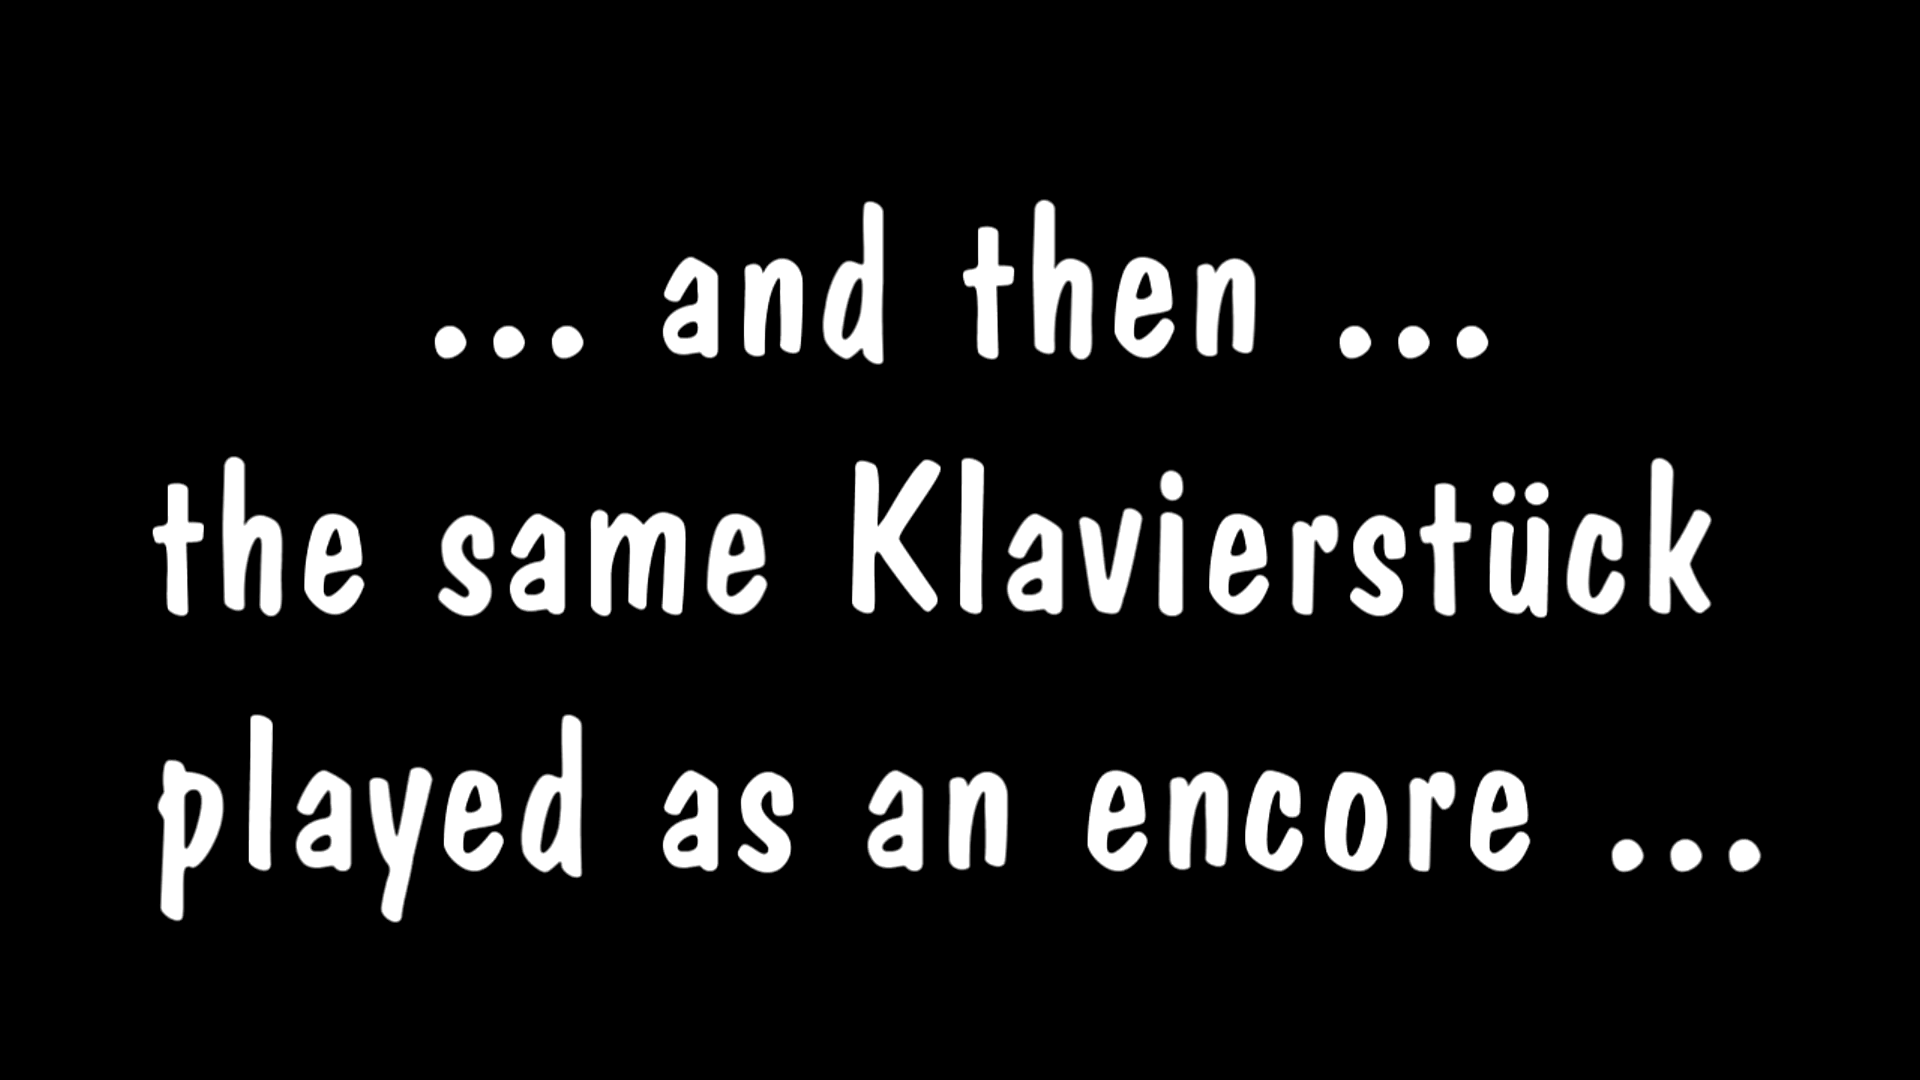 ... and then ...
the same Klavierstück
played as an encore ...